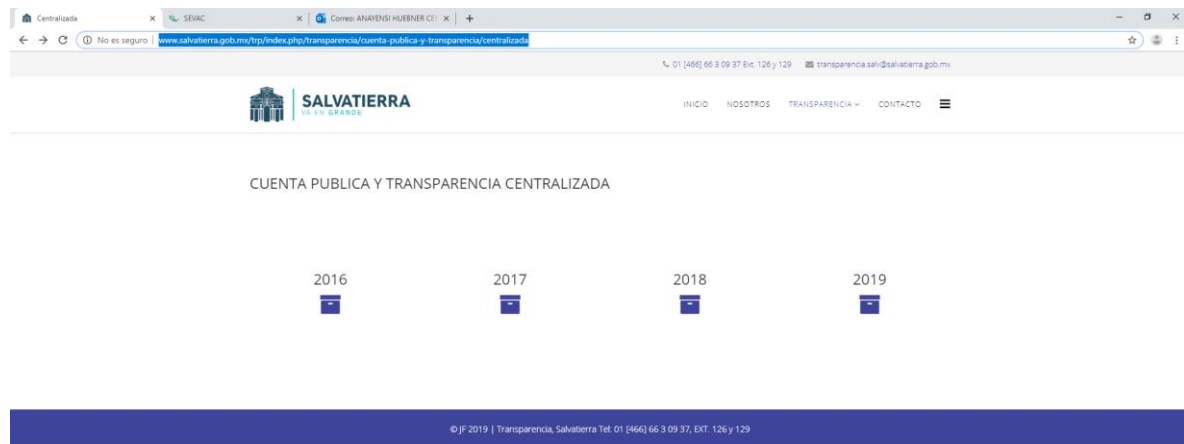 Centralizada
SEVAC
Correo: ANAYENSI HUEBNER CE
No es seguro | www.salvatierra.gob.mx/trp/index.php/transparencia/cuenta-publica-y-transparencia/centralizada
01 [466] 66 3 09 37 Ext. 126 y 129 transparencia.salv@salvatierra.gob.mx
SALVATIERRA
VA EN GRANDE
INICIO NOSOTROS TRANSPARENCIA CONTACTO
CUENTA PUBLICA Y TRANSPARENCIA CENTRALIZADA
2016 2017 2018 2019
© JF 2019 | Transparencia, Salvatierra Tel: 01 [466] 66 3 09 37, EXT. 126 y 129